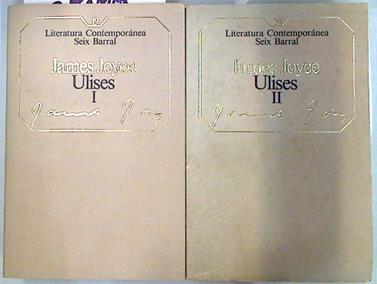 Literatura Contemporánea
Seix Barral
James Joyce
Ulises
I
Literatura Contemporánea
Seix Barral
James Joyce
Ulises
II